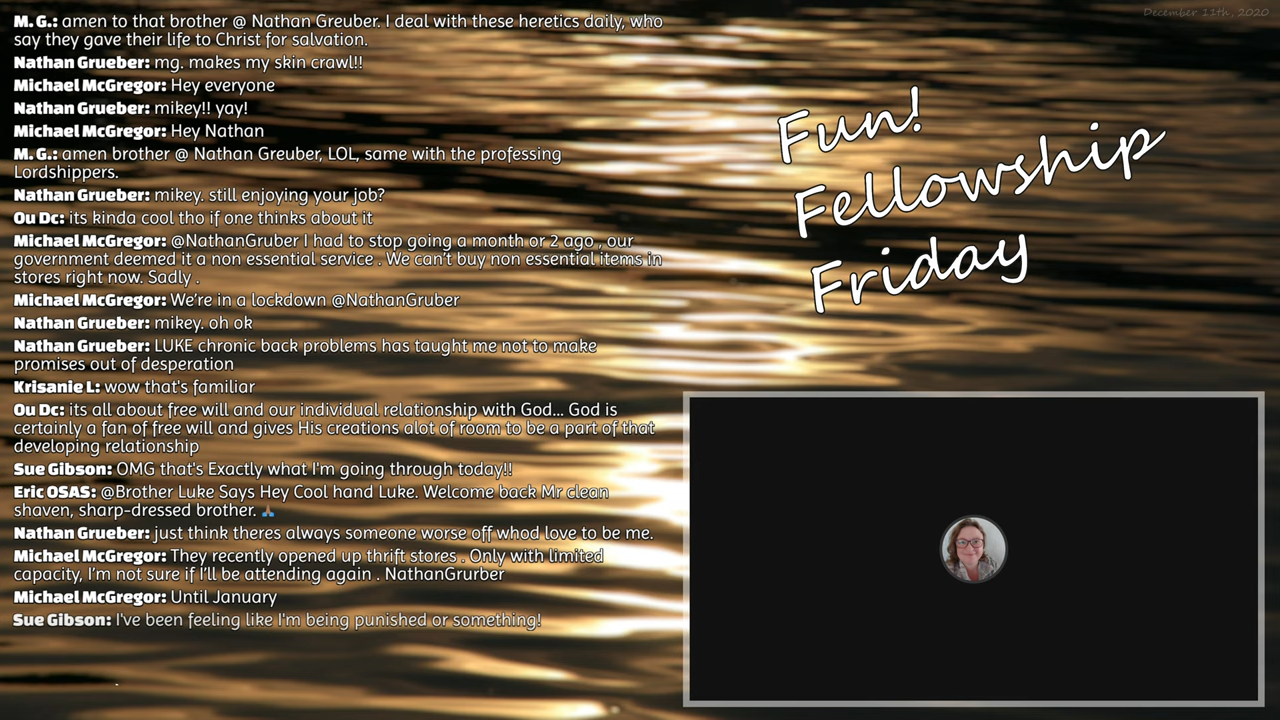 M. G.: amen to that brother @ Nathan Greuber. I deal with these heretics daily, who
say they gave their life to Christ for salvation.
Nathan Grueber: mg. makes my skin crawl!!
Michael McGregor: Hey everyone
Nathan Grueber: mikey!! yay!
Michael McGregor: Hey Nathan
M. G.: amen brother @ Nathan Greuber, LOL, same with the professing
Lordshippers.
Nathan Grueber: mikey. still enjoying your job?
Ou Dc: its kinda cool tho if one thinks about it
Michael McGregor: @NathanGruber I had to stop going a month or 2 ago , our
government deemed it a non essential service . We can't buy non essential items in
stores right now. Sadly .
Michael McGregor: We're in a lockdown @NathanGruber
Nathan Grueber: mikey. oh ok
Nathan Grueber: LUKE chronic back problems has taught me not to make
promises out of desperation
Krisanie L: wow that's familiar
Ou Dc: its all about free will and our individual relationship with God... God is
certainly a fan of free will and gives His creations alot of room to be a part of that
developing relationship
Sue Gibson: OMG that's Exactly what I'm going through today!!
Eric OSAS: @Brother Luke Says Hey Cool hand Luke. Welcome back Mr clean
shaven, sharp-dressed brother. 🙏
Nathan Grueber: just think theres always someone worse off whod love to be me.
Michael McGregor: They recently opened up thrift stores . Only with limited
capacity, I'm not sure if I'll be attending again . NathanGrurber
Michael McGregor: Until January
Sue Gibson: I've been feeling like I'm being punished or something!
December 11th, 2020
Fun!
Fellowship
Friday